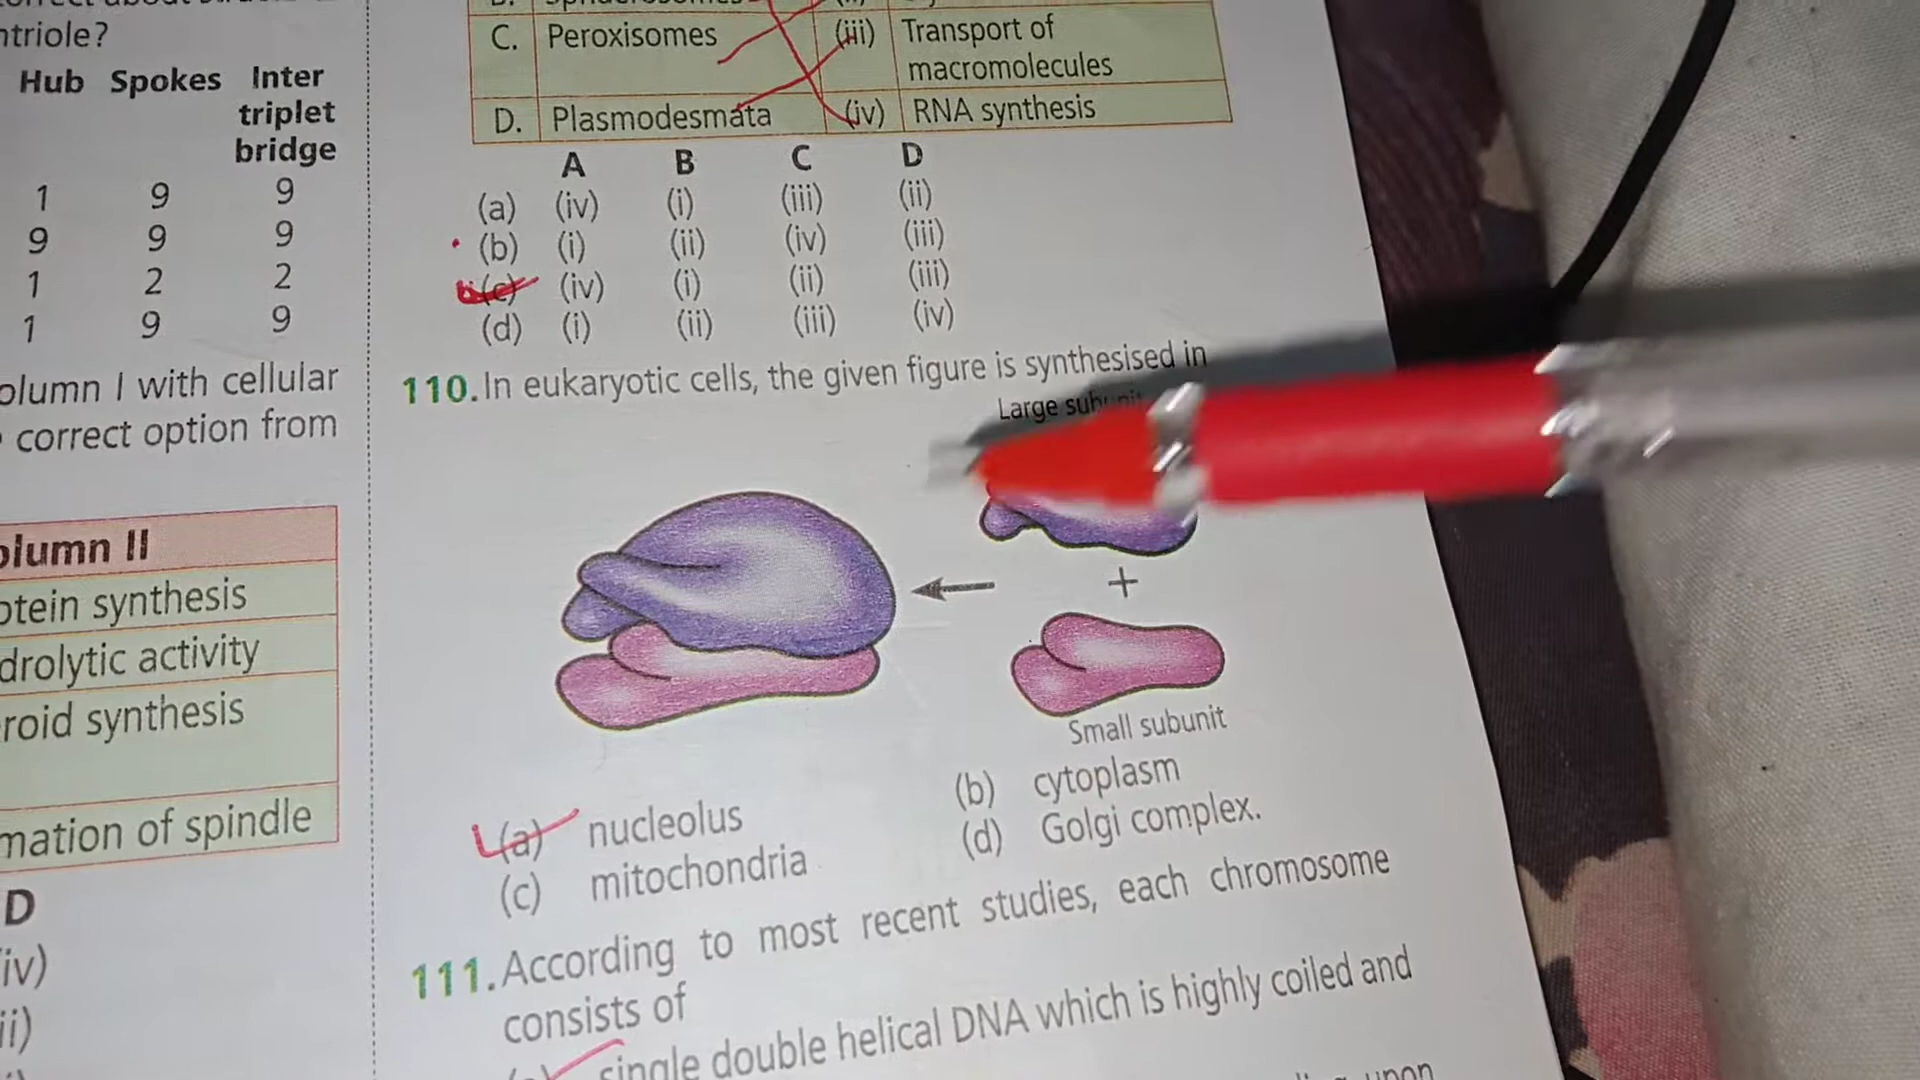 ntriole?
Hub Spokes Inter
triplet
bridge
1 9 9
9 9 9
1 2 2
1 9 9
olumn I with cellular
correct option from
olumn II
otein synthesis
drolytic activity
roid synthesis
mation of spindle
D
iv)
ii)
C. Peroxisomes (iii) Transport of
macromolecules
D. Plasmodesmata (iv) RNA synthesis
A B C D
(a) (iv) (i) (iii) (ii)
(b) (i) (ii) (iv) (iii)
(c) (iv) (i) (ii) (iii)
(d) (i) (ii) (iii) (iv)
110. In eukaryotic cells, the given figure is synthesised in
Large subunit
+
Small subunit
(a) nucleolus (b) cytoplasm
(c) mitochondria (d) Golgi complex.
111. According to most recent studies, each chromosome
consists of
single double helical DNA which is highly coiled and